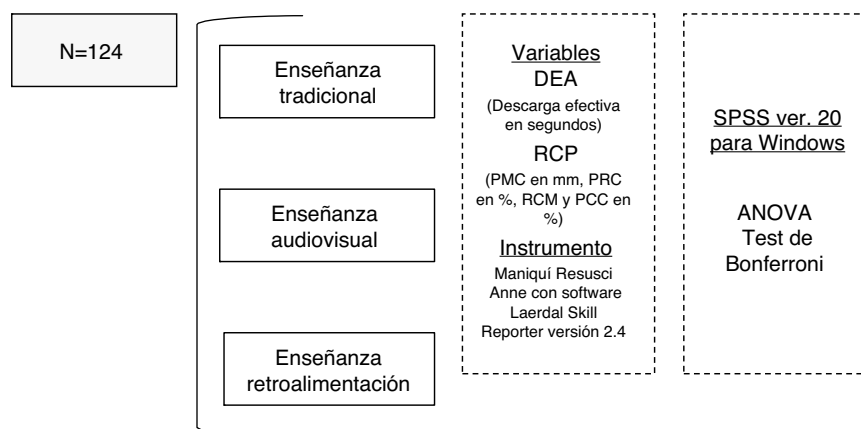 N=124
Enseñanza
tradicional
Enseñanza
audiovisual
Enseñanza
retroalimentación
Variables
DEA
(Descarga efectiva
en segundos)
RCP
(PMC en mm, PRC
en %, RCM y PCC en
%)
Instrumento
Maniquí Resusci
Anne con software
Laerdal Skill
Reporter versión 2.4
SPSS ver. 20
para Windows
ANOVA
Test de
Bonferroni